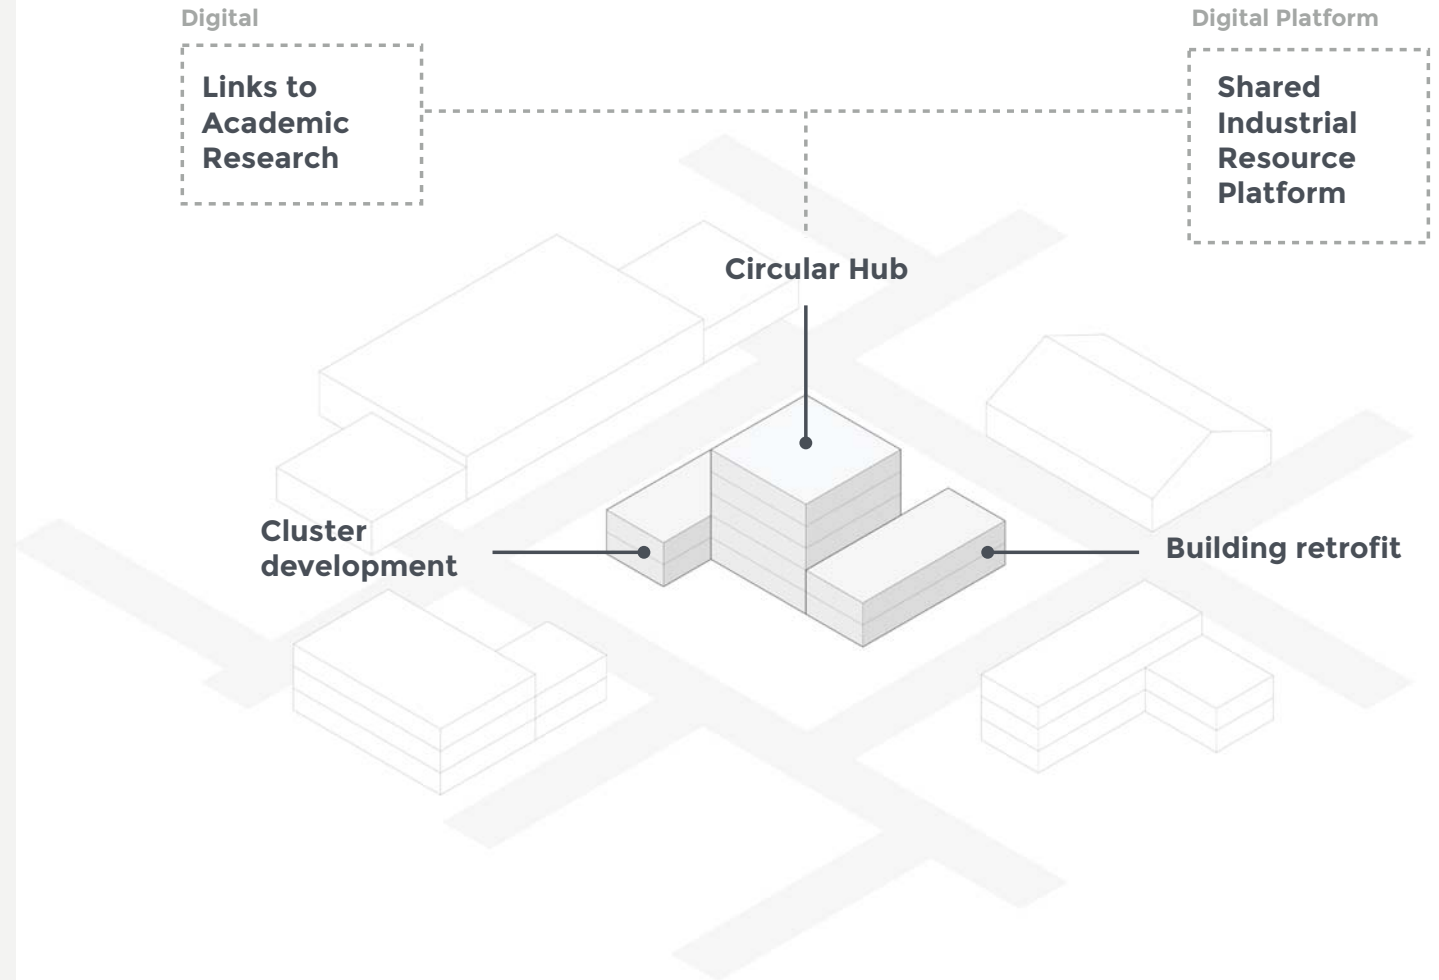 Digital
Links to
Academic
Research
Digital Platform
Shared
Industrial
Resource
Platform
Circular Hub
Cluster
development
Building retrofit